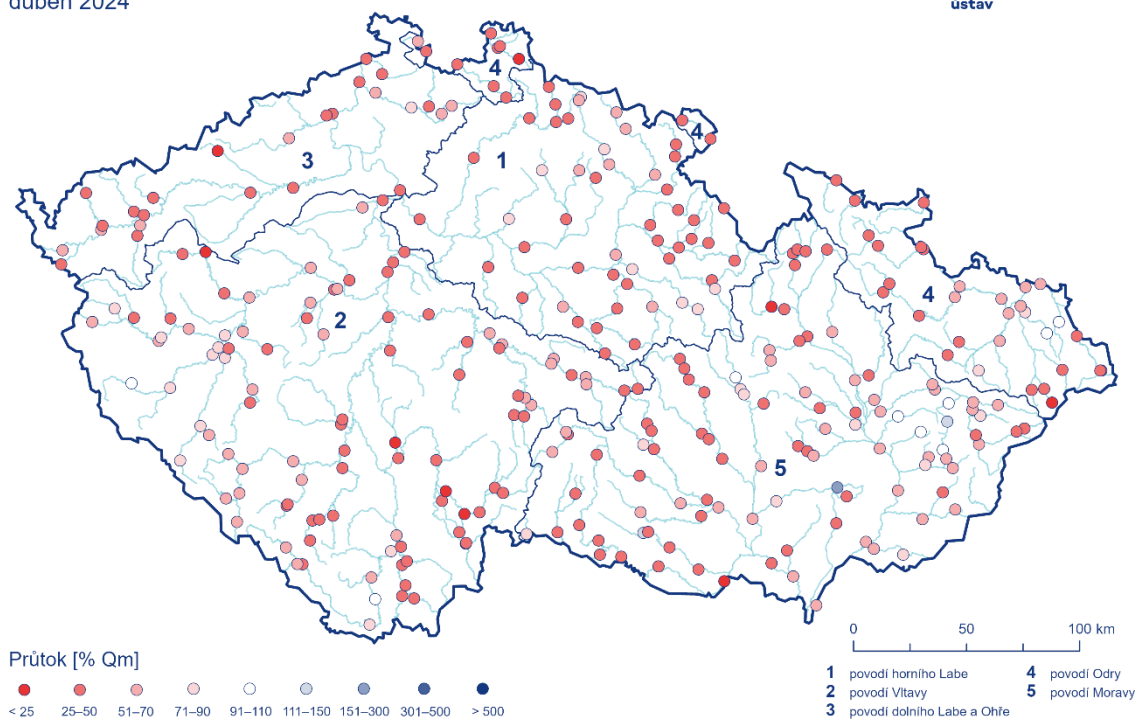 duben 2024
ústav
4
4
3
1
2
4
5
0 50 100 km
Průtok [% Qm]
< 25 25–50 51–70 71–90 91–110 111–150 151–300 301–500 > 500
1 povodí horního Labe
2 povodí Vltavy
3 povodí dolního Labe a Ohře
4 povodí Odry
5 povodí Moravy